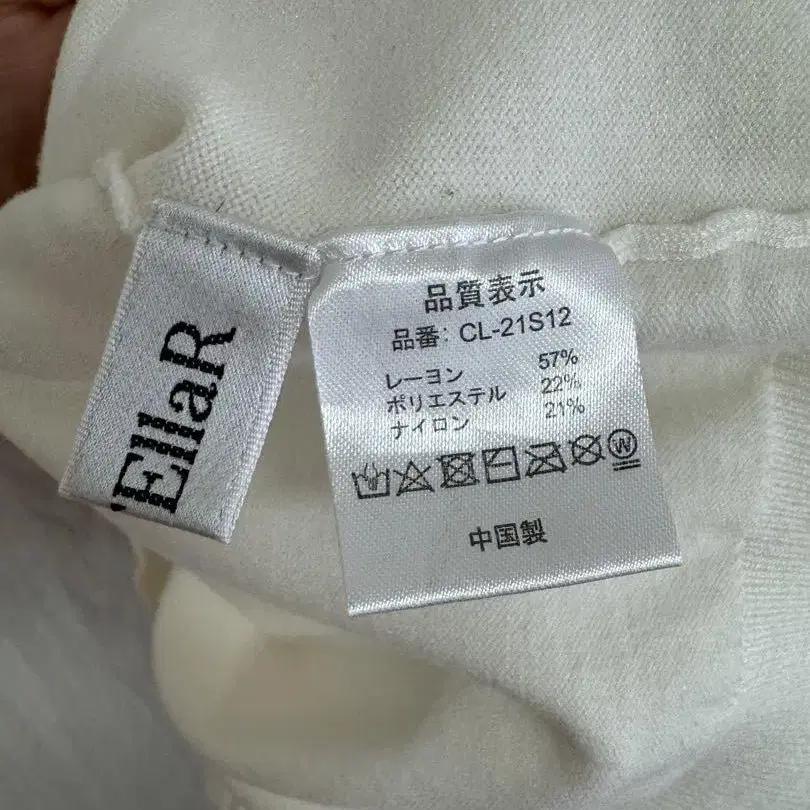 EllaR
品質表示
品番: CL-21S12
レーヨン 57%
ポリエステル 22%
ナイロン 21%
W
中国製